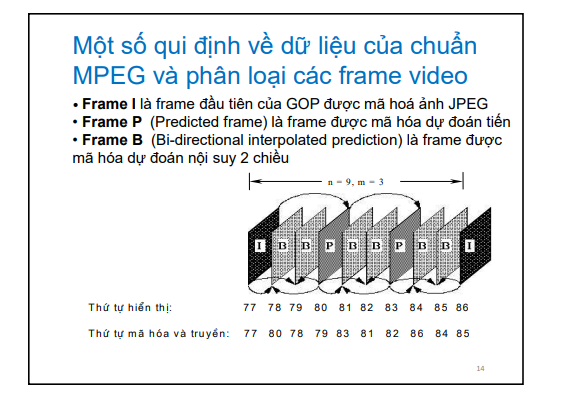 Một số qui định về dữ liệu của chuẩn
MPEG và phân loại các frame video
• Frame I là frame đầu tiên của GOP được mã hoá ảnh JPEG
• Frame P (Predicted frame) là frame được mã hóa dự đoán tiến
• Frame B (Bi-directional interpolated prediction) là frame được
mã hóa dự đoán nội suy 2 chiều
n = 9, m = 3
I B B P B B P B B I
Thứ tự hiển thị: 77 78 79 80 81 82 83 84 85 86
Thứ tự mã hóa và truyền: 77 80 78 79 83 81 82 86 84 85
14